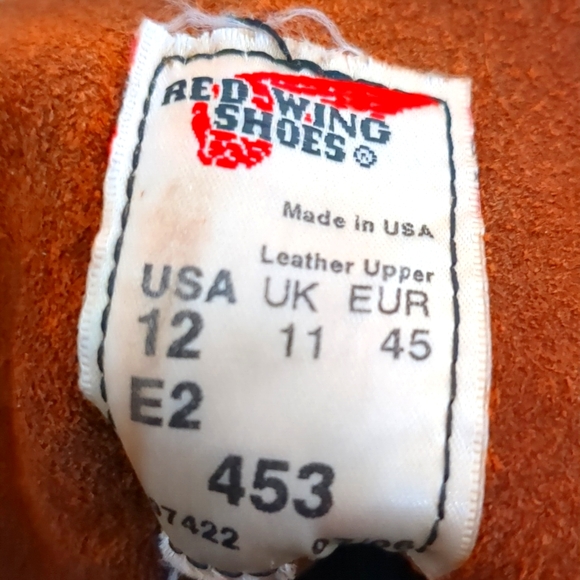 RED WING
SHOES®
Made in USA
Leather Upper
USA UK EUR
12 11 45
E2
453